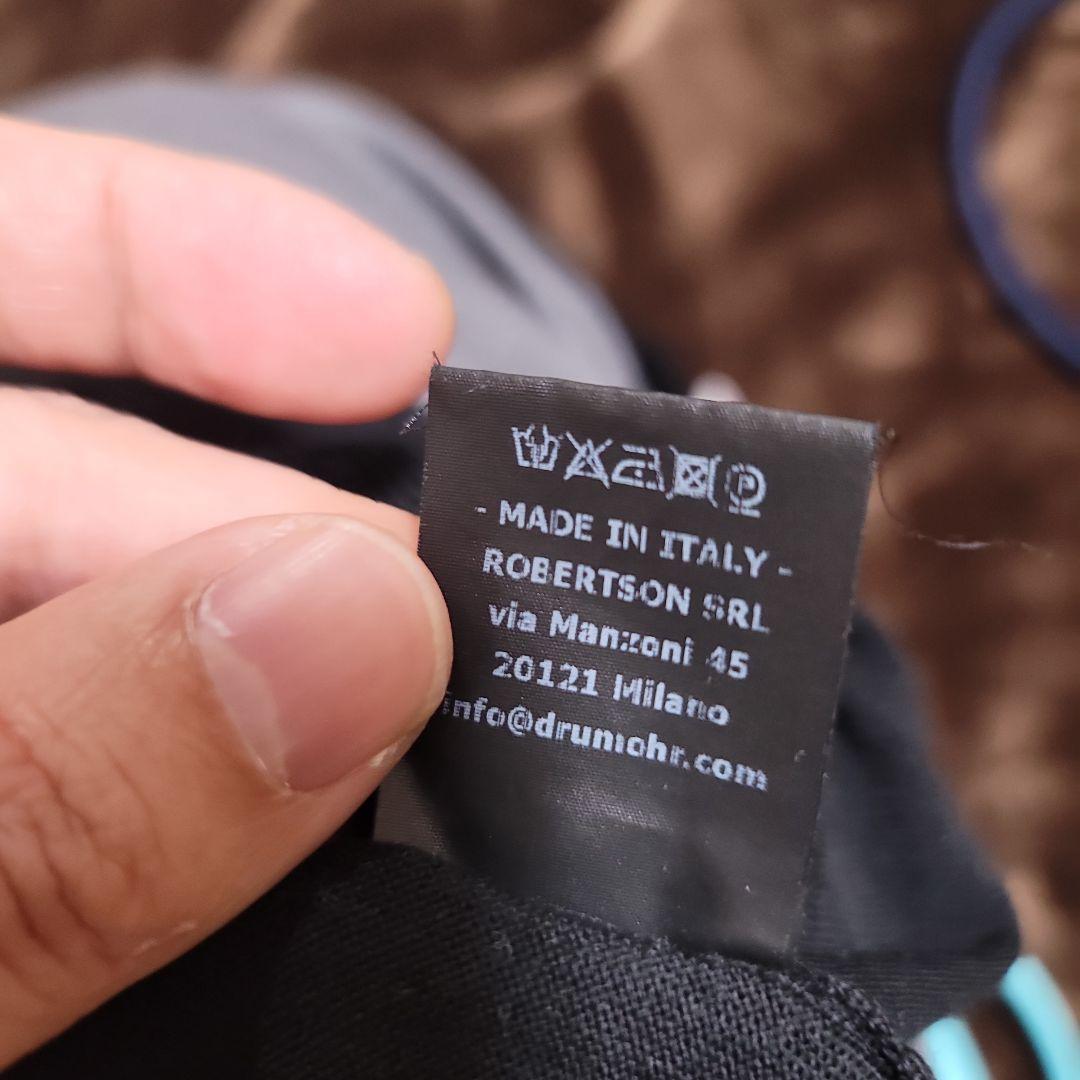 P
- MADE IN ITALY -
ROBERTSON SRL
via Manzoni 45
20121 Milano
info@drumohr.com